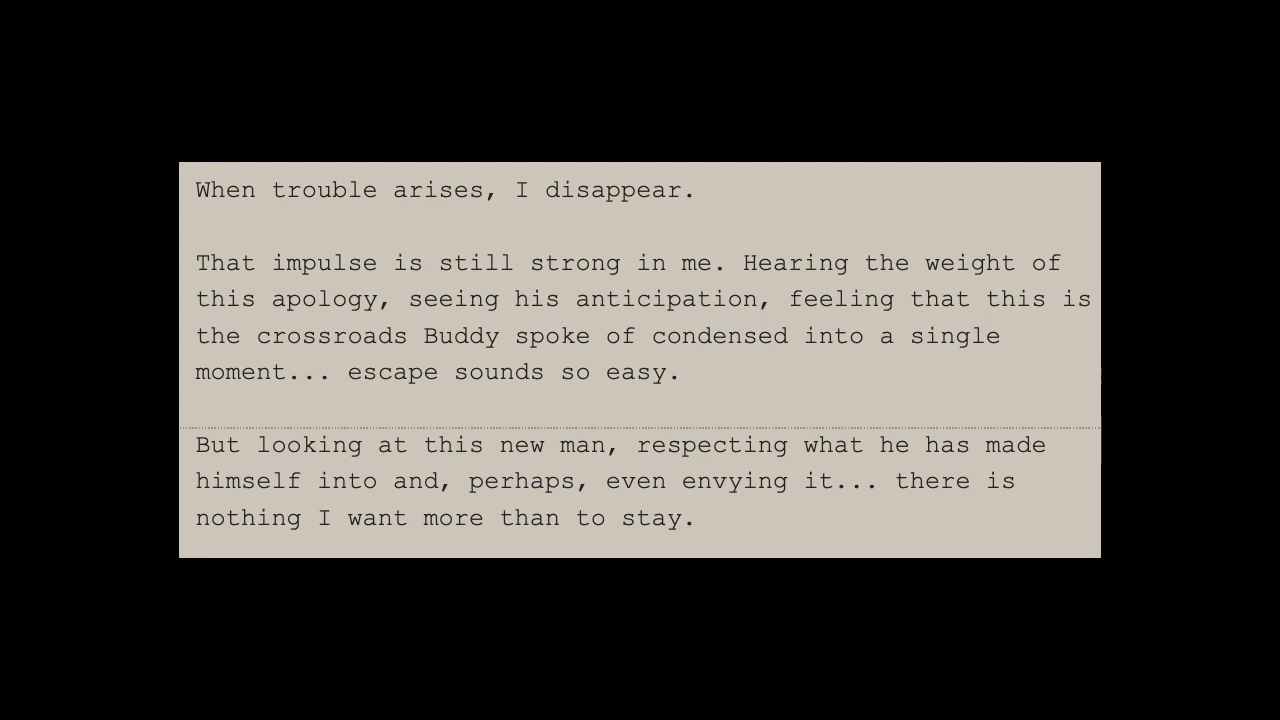 When trouble arises, I disappear.
That impulse is still strong in me. Hearing the weight of
this apology, seeing his anticipation, feeling that this is
the crossroads Buddy spoke of condensed into a single
moment... escape sounds so easy.
But looking at this new man, respecting what he has made
himself into and, perhaps, even envying it... there is
nothing I want more than to stay.